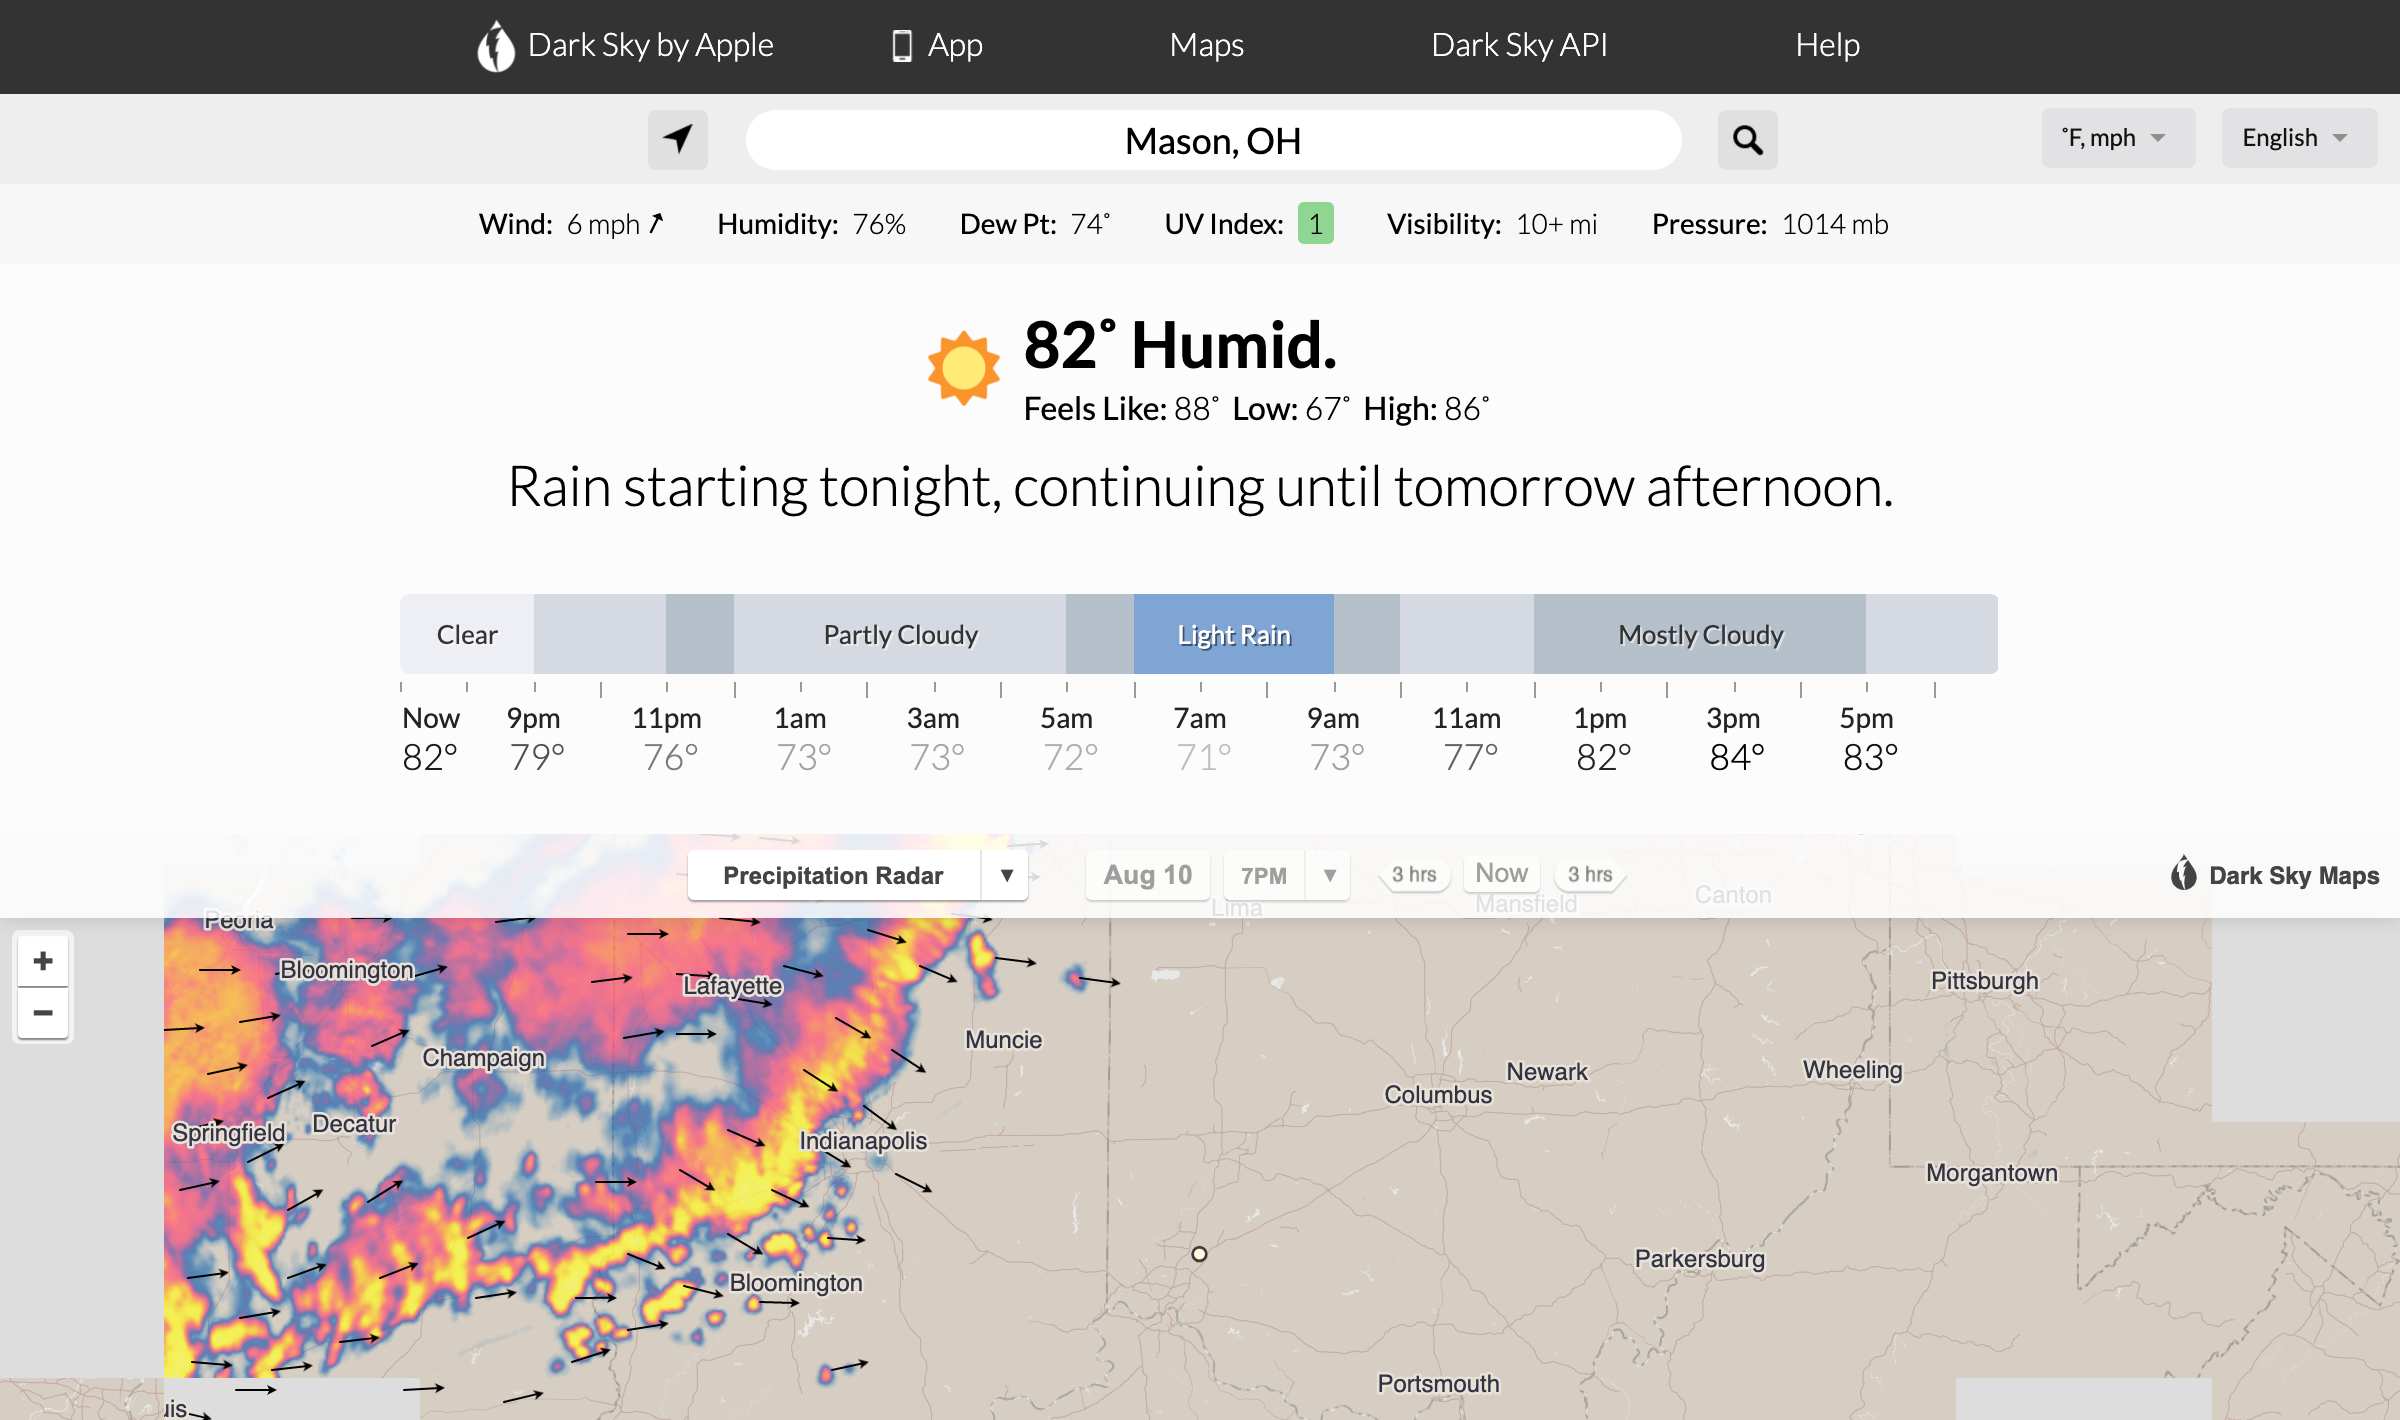 Dark Sky by Apple App Maps Dark Sky API Help
Mason, OH ˚F, mph English
Wind: 6 mph Humidity: 76% Dew Pt: 74˚ UV Index: 1 Visibility: 10+ mi Pressure: 1014 mb
82˚ Humid.
Feels Like: 88˚ Low: 67˚ High: 86˚
Rain starting tonight, continuing until tomorrow afternoon.
Clear Partly Cloudy Light Rain Mostly Cloudy
Now 9pm 11pm 1am 3am 5am 7am 9am 11am 1pm 3pm 5pm
82° 79° 76° 73° 73° 72° 71° 73° 77° 82° 84° 83°
Precipitation Radar ▼ Aug 10 7PM ▼ 3 hrs Now 3 hrs Dark Sky Maps
Lima Mansfield Canton
Peoria
+
−
Bloomington
Lafayette
Pittsburgh
Muncie
Champaign
Newark
Wheeling
Columbus
Springfield
Decatur
Indianapolis
Morgantown
Parkersburg
Bloomington
Portsmouth
uis